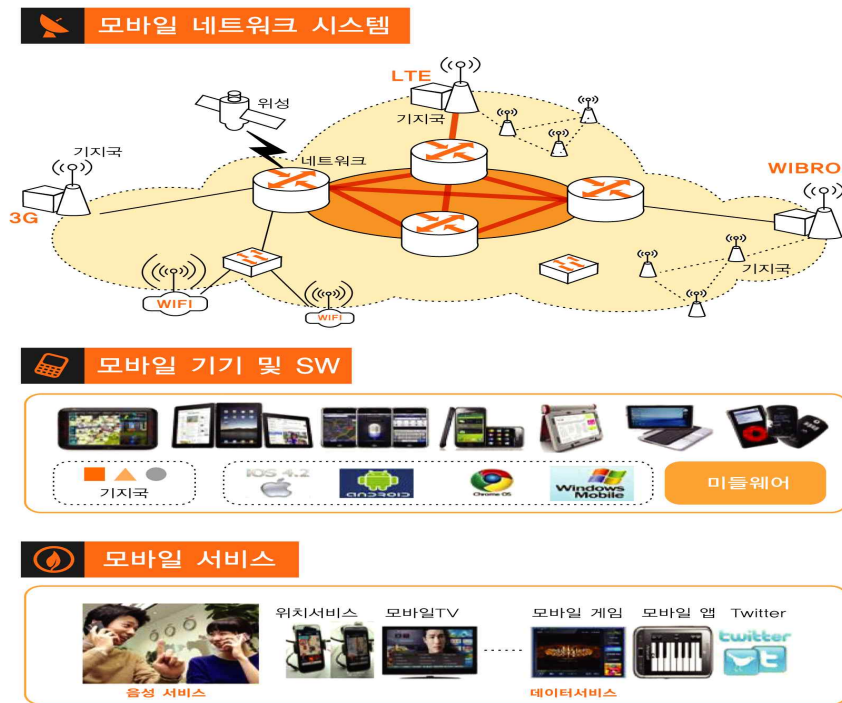 모바일 네트워크 시스템
LTE
위성
기지국
기지국
네트워크
WIBRO
3G
기지국
WIFI
WIFI
모바일 기기 및 SW
iOS 4.2
ANDROID
Chrome OS
Windows Mobile
기지국
미들웨어
모바일 서비스
위치서비스
모바일TV
모바일 게임
모바일 앱
Twitter
twitter
t
음성 서비스
데이터서비스